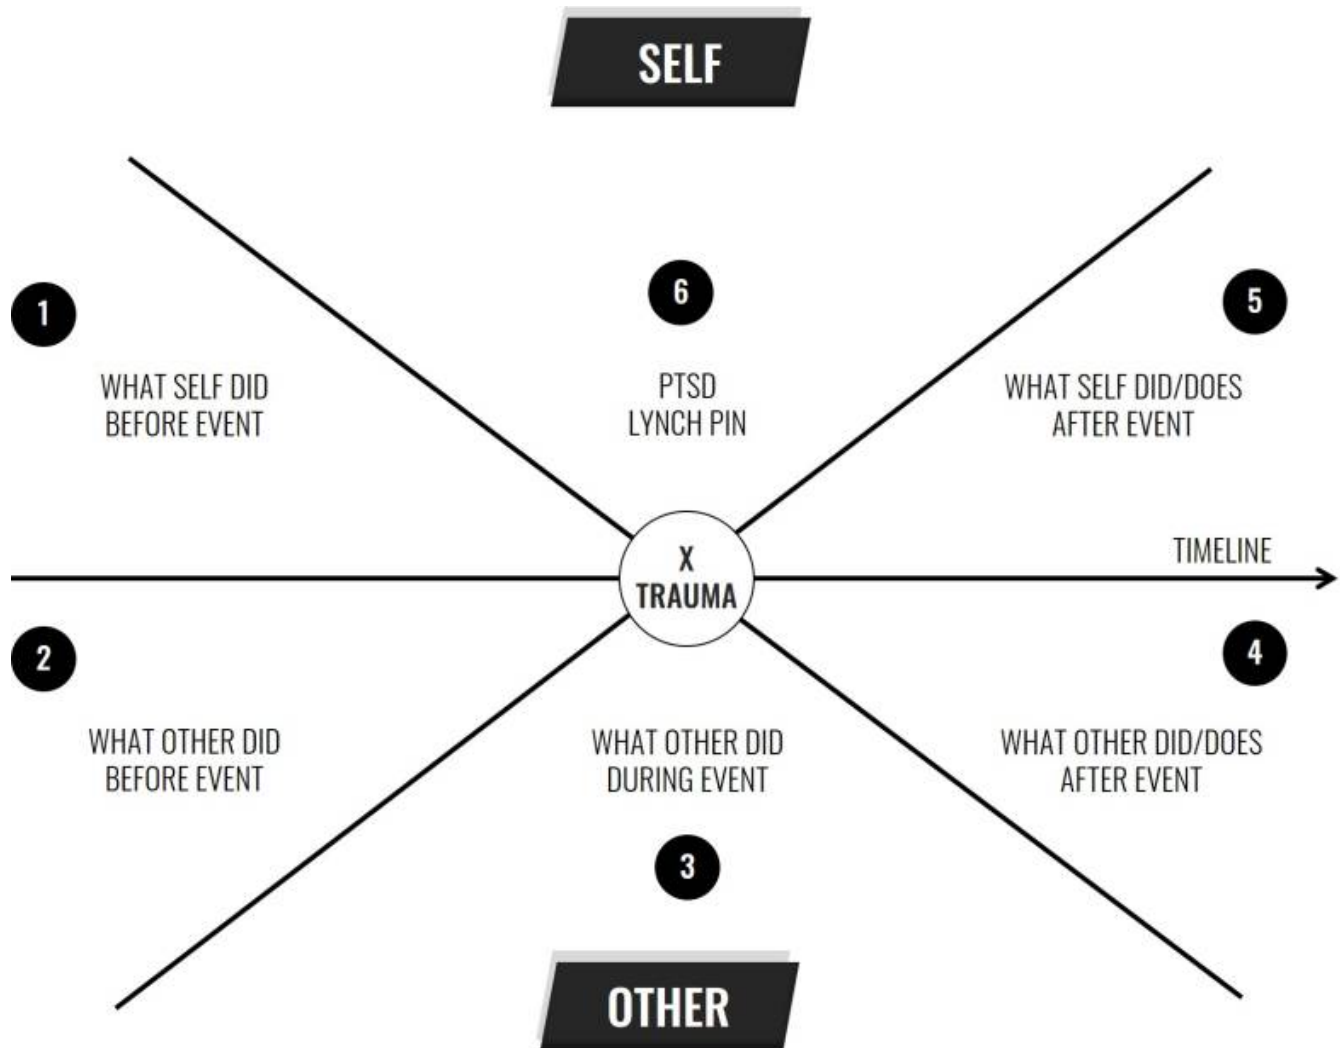 SELF
1
6
5
WHAT SELF DID
BEFORE EVENT
PTSD
LYNCH PIN
WHAT SELF DID/DOES
AFTER EVENT
X
TRAUMA
TIMELINE
2
4
WHAT OTHER DID
BEFORE EVENT
WHAT OTHER DID
DURING EVENT
WHAT OTHER DID/DOES
AFTER EVENT
3
OTHER